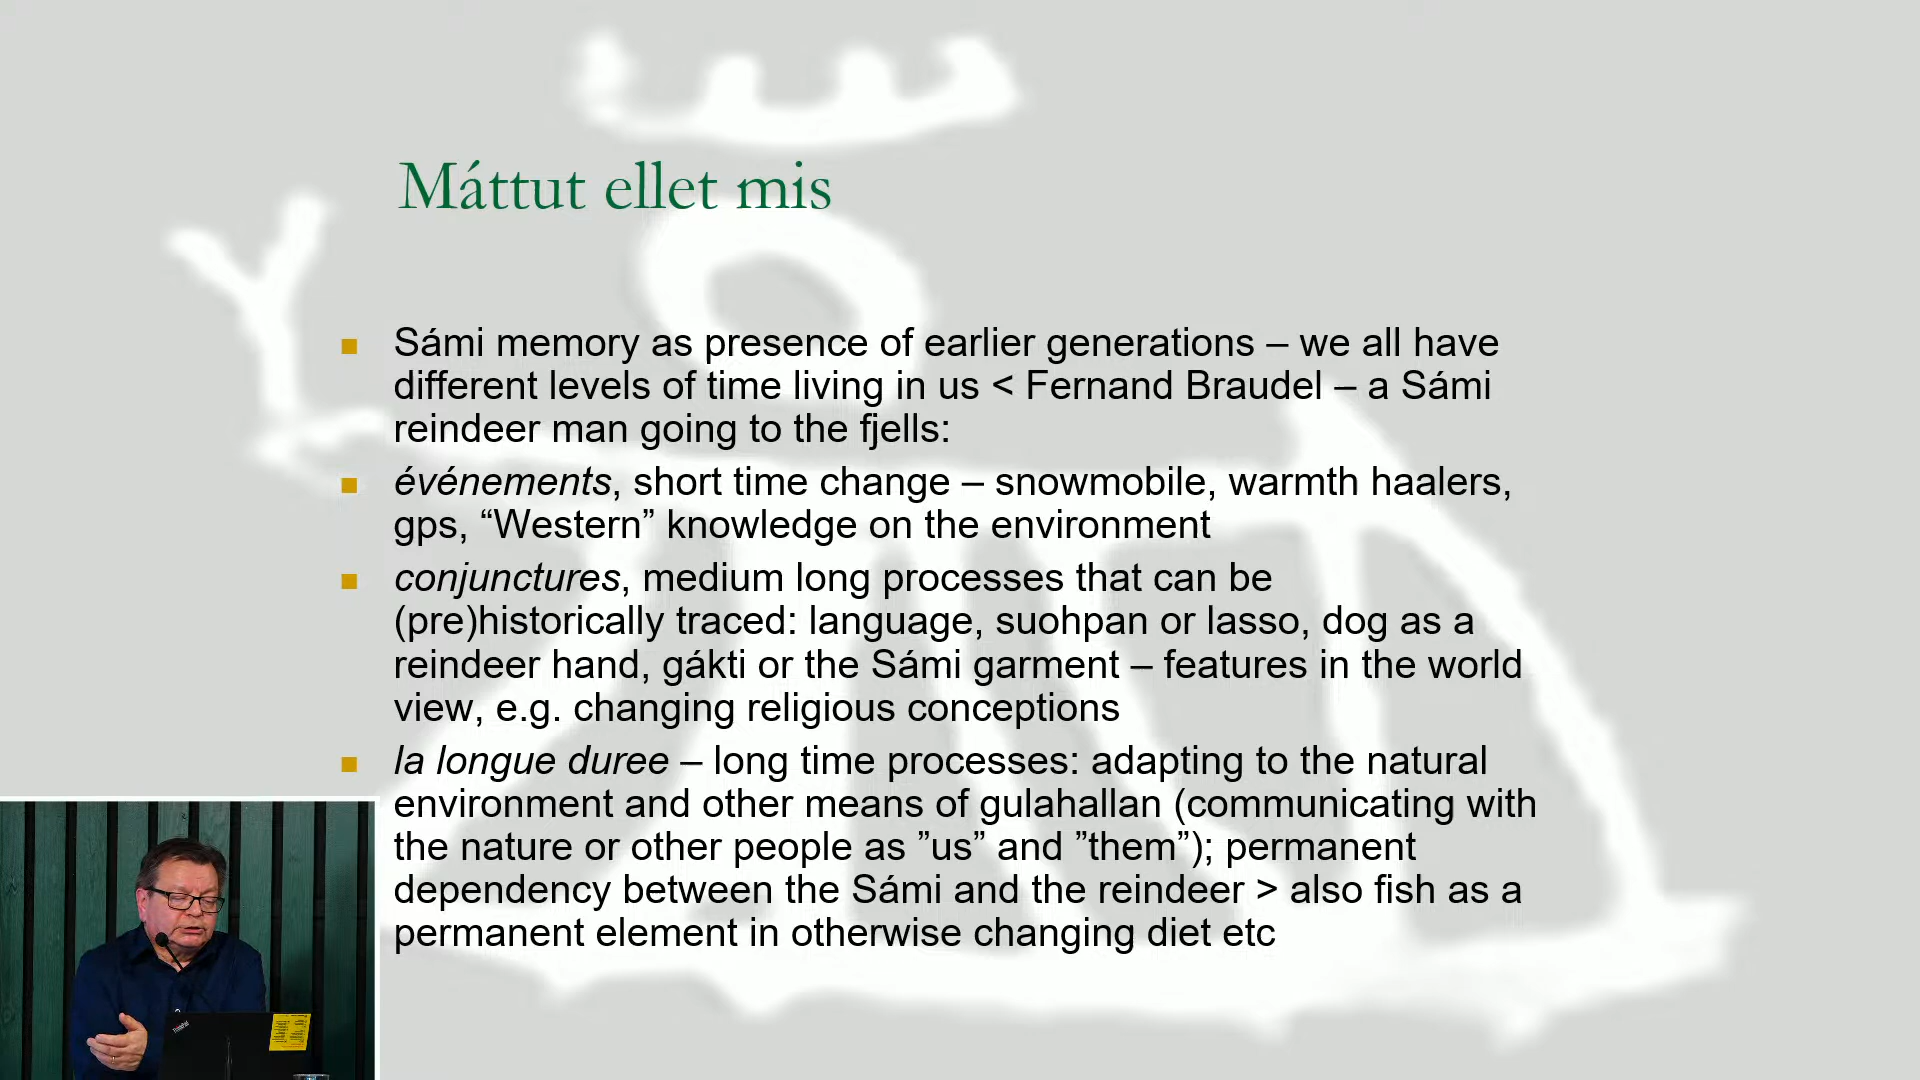 Máttut ellet mis
Sámi memory as presence of earlier generations – we all have
different levels of time living in us < Fernand Braudel – a Sámi
reindeer man going to the fjells:
événements, short time change – snowmobile, warmth haalers,
gps, “Western” knowledge on the environment
conjunctures, medium long processes that can be
(pre)historically traced: language, suohpan or lasso, dog as a
reindeer hand, gákti or the Sámi garment – features in the world
view, e.g. changing religious conceptions
la longue duree – long time processes: adapting to the natural
environment and other means of gulahallan (communicating with
the nature or other people as ”us” and ”them”); permanent
dependency between the Sámi and the reindeer > also fish as a
permanent element in otherwise changing diet etc
ThinkPad